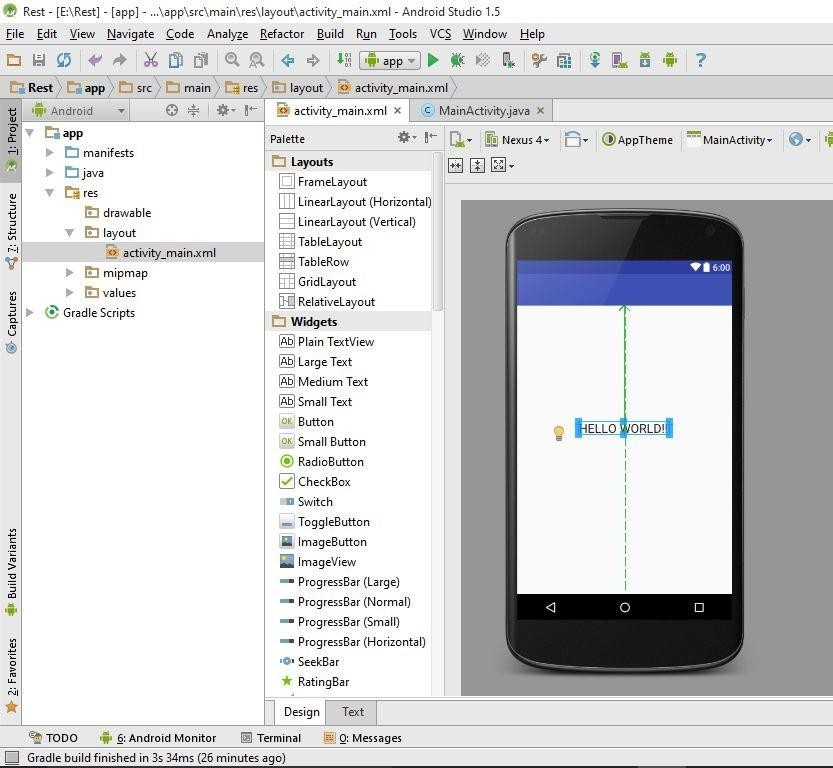 Rest - [E:\Rest] - [app] - ...\app\src\main\res\layout\activity_main.xml - Android Studio 1.5
File Edit View Navigate Code Analyze Refactor Build Run Tools VCS Window Help
app
Rest app src main res layout activity_main.xml
1: Project
7: Structure
Captures
Build Variants
2: Favorites
Android
app
manifests
java
res
drawable
layout
activity_main.xml
mipmap
values
Gradle Scripts
activity_main.xml MainActivity.java
Palette
Layouts
FrameLayout
LinearLayout (Horizontal)
LinearLayout (Vertical)
TableLayout
TableRow
GridLayout
RelativeLayout
Widgets
Ab Plain TextView
Ab Large Text
Ab Medium Text
Ab Small Text
OK Button
OK Small Button
RadioButton
CheckBox
Switch
ToggleButton
ImageButton
ImageView
ProgressBar (Large)
ProgressBar (Normal)
ProgressBar (Small)
ProgressBar (Horizontal)
SeekBar
RatingBar
Nexus 4 AppTheme MainActivity
6:00
HELLO WORLD!!
Design Text
TODO 6: Android Monitor Terminal 0: Messages
Gradle build finished in 3s 34ms (26 minutes ago)